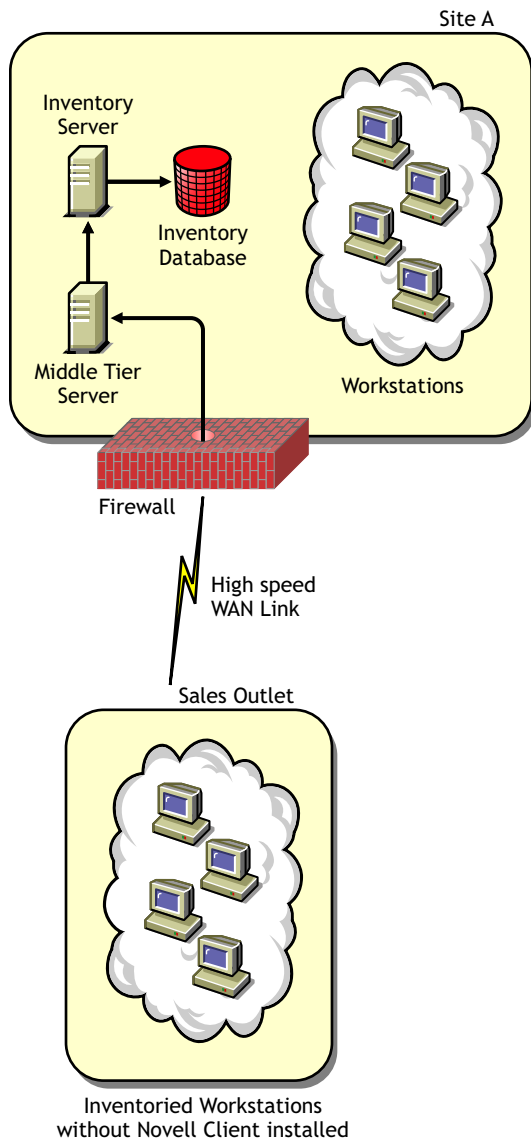 Site A
Inventory
Server
Inventory
Database
Middle Tier
Server
Workstations
Firewall
High speed
WAN Link
Sales Outlet
Inventoried Workstations
without Novell Client installed